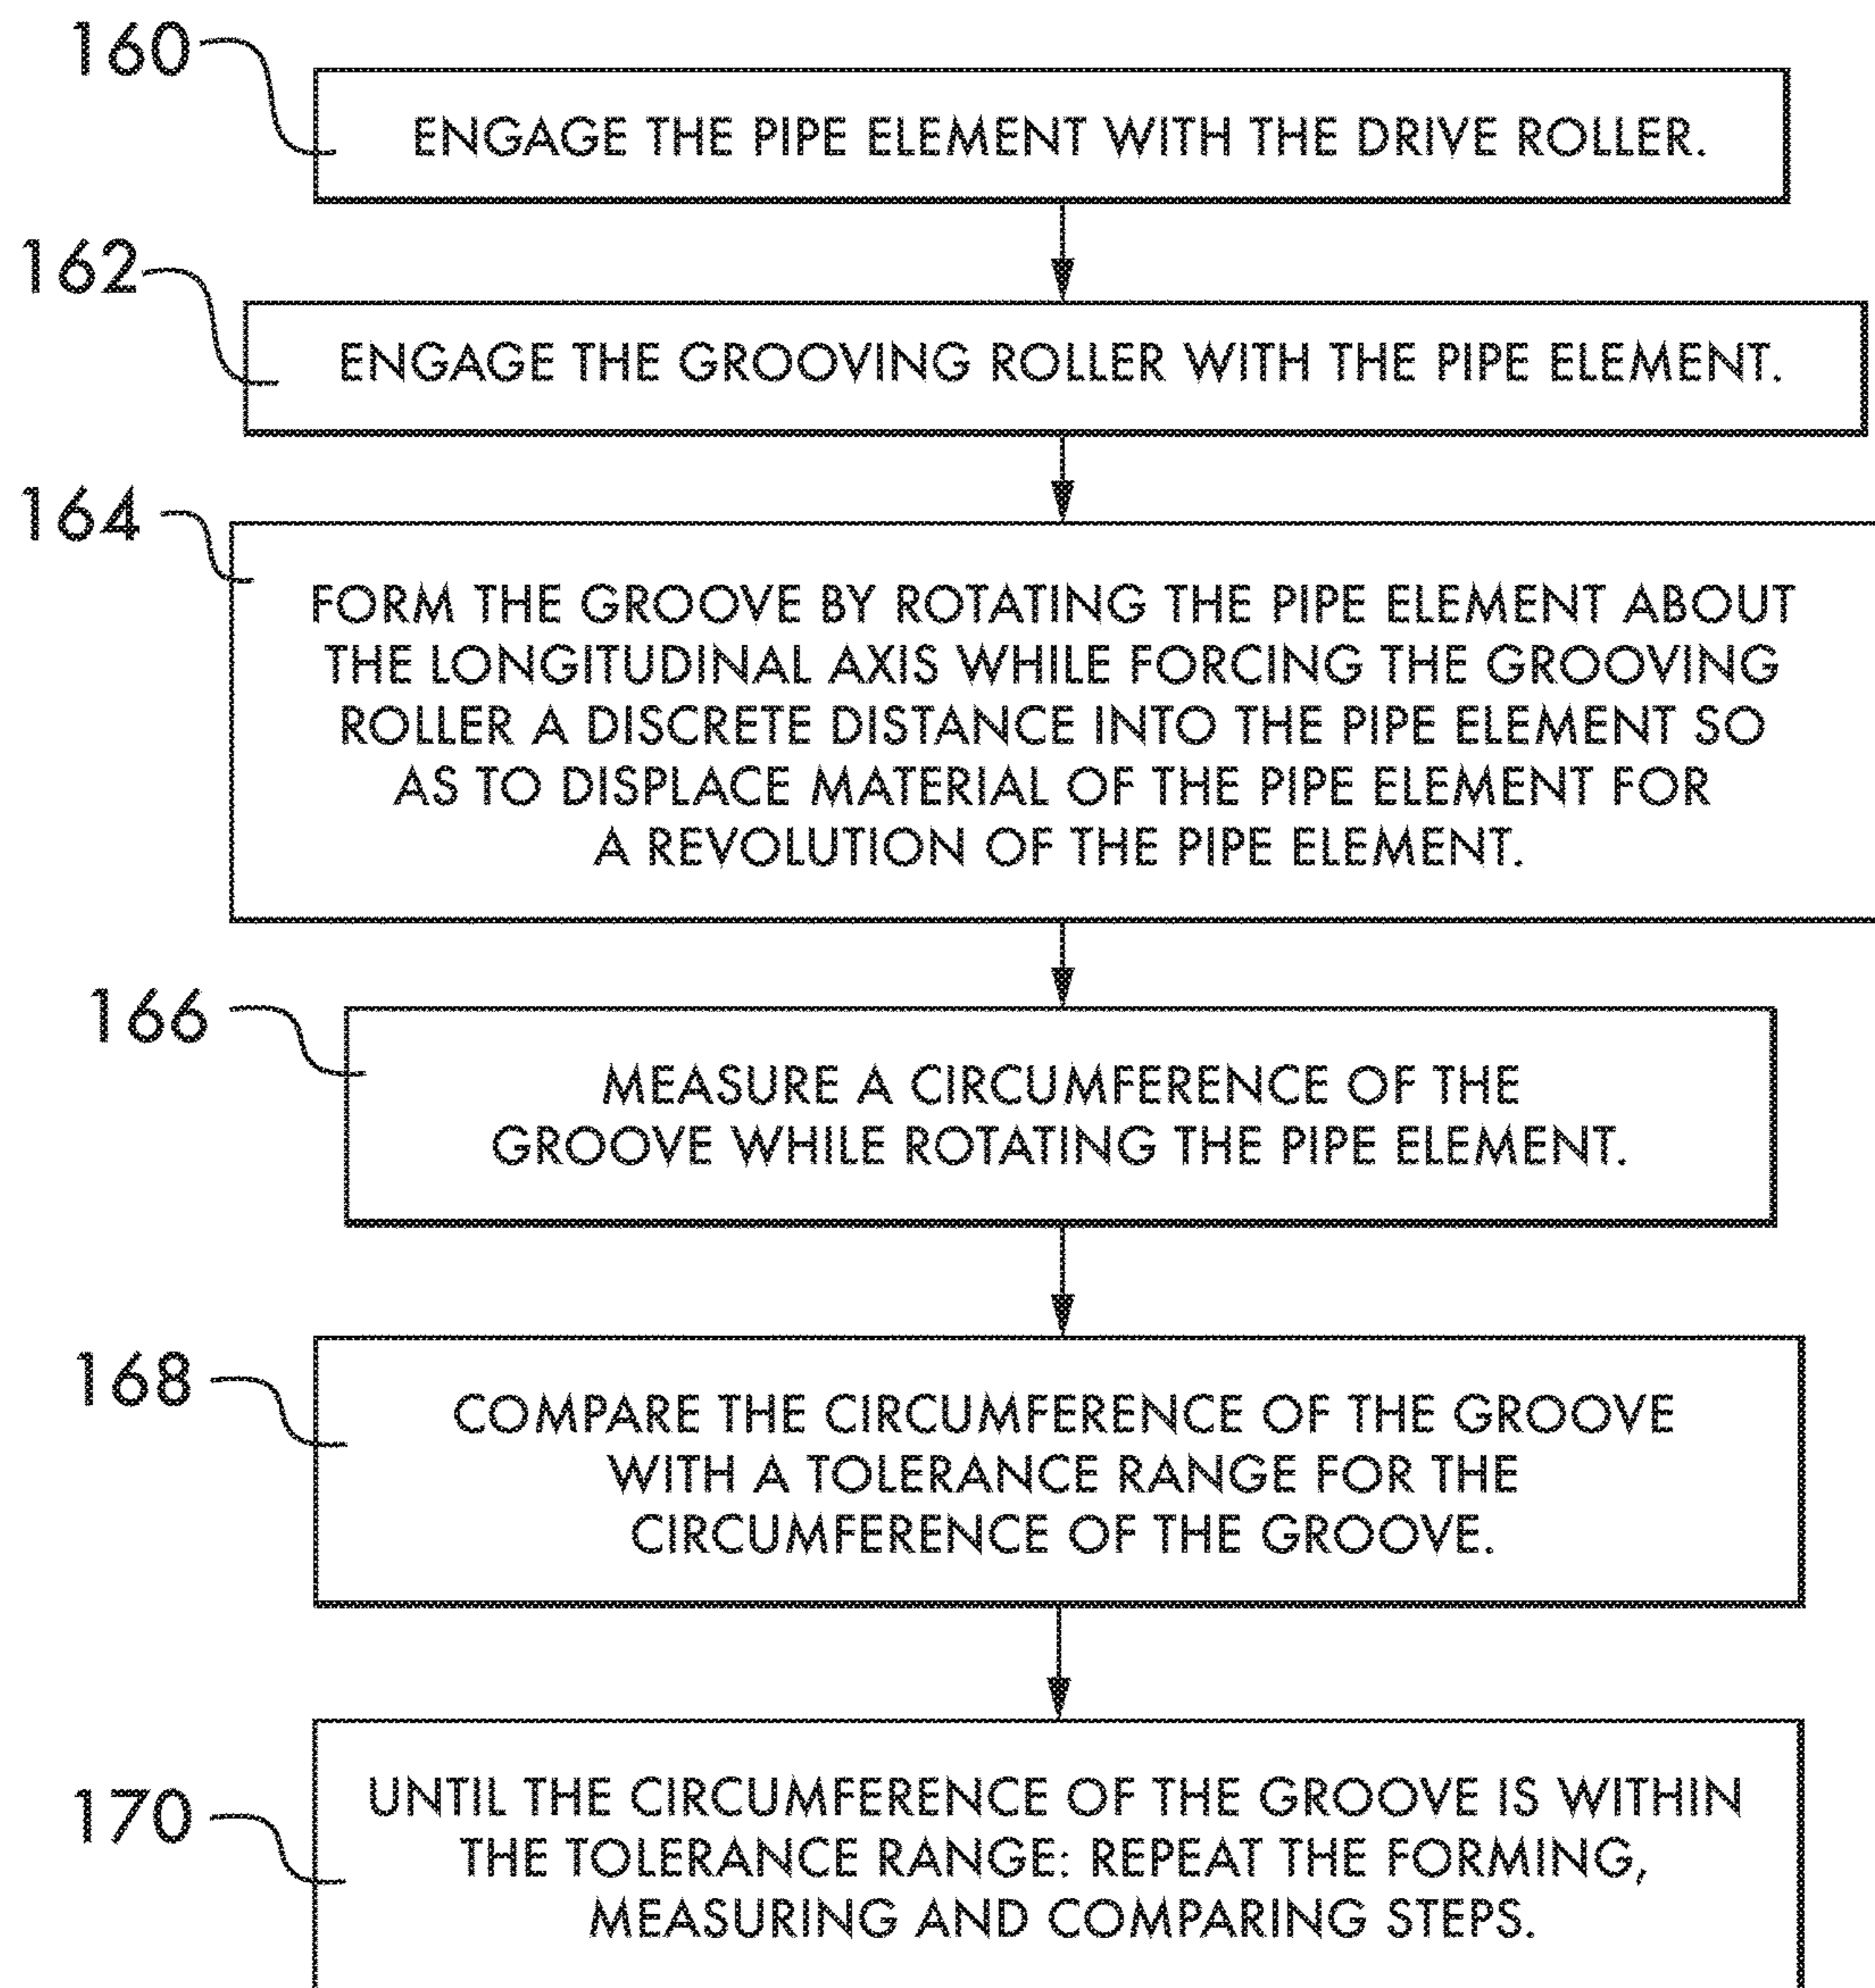 160
ENGAGE THE PIPE ELEMENT WITH THE DRIVE ROLLER.
162
ENGAGE THE GROOVING ROLLER WITH THE PIPE ELEMENT.
164
FORM THE GROOVE BY ROTATING THE PIPE ELEMENT ABOUT
THE LONGITUDINAL AXIS WHILE FORCING THE GROOVING
ROLLER A DISCRETE DISTANCE INTO THE PIPE ELEMENT SO
AS TO DISPLACE MATERIAL OF THE PIPE ELEMENT FOR
A REVOLUTION OF THE PIPE ELEMENT.
166
MEASURE A CIRCUMFERENCE OF THE
GROOVE WHILE ROTATING THE PIPE ELEMENT.
168
COMPARE THE CIRCUMFERENCE OF THE GROOVE
WITH A TOLERANCE RANGE FOR THE
CIRCUMFERENCE OF THE GROOVE.
170
UNTIL THE CIRCUMFERENCE OF THE GROOVE IS WITHIN
THE TOLERANCE RANGE: REPEAT THE FORMING,
MEASURING AND COMPARING STEPS.